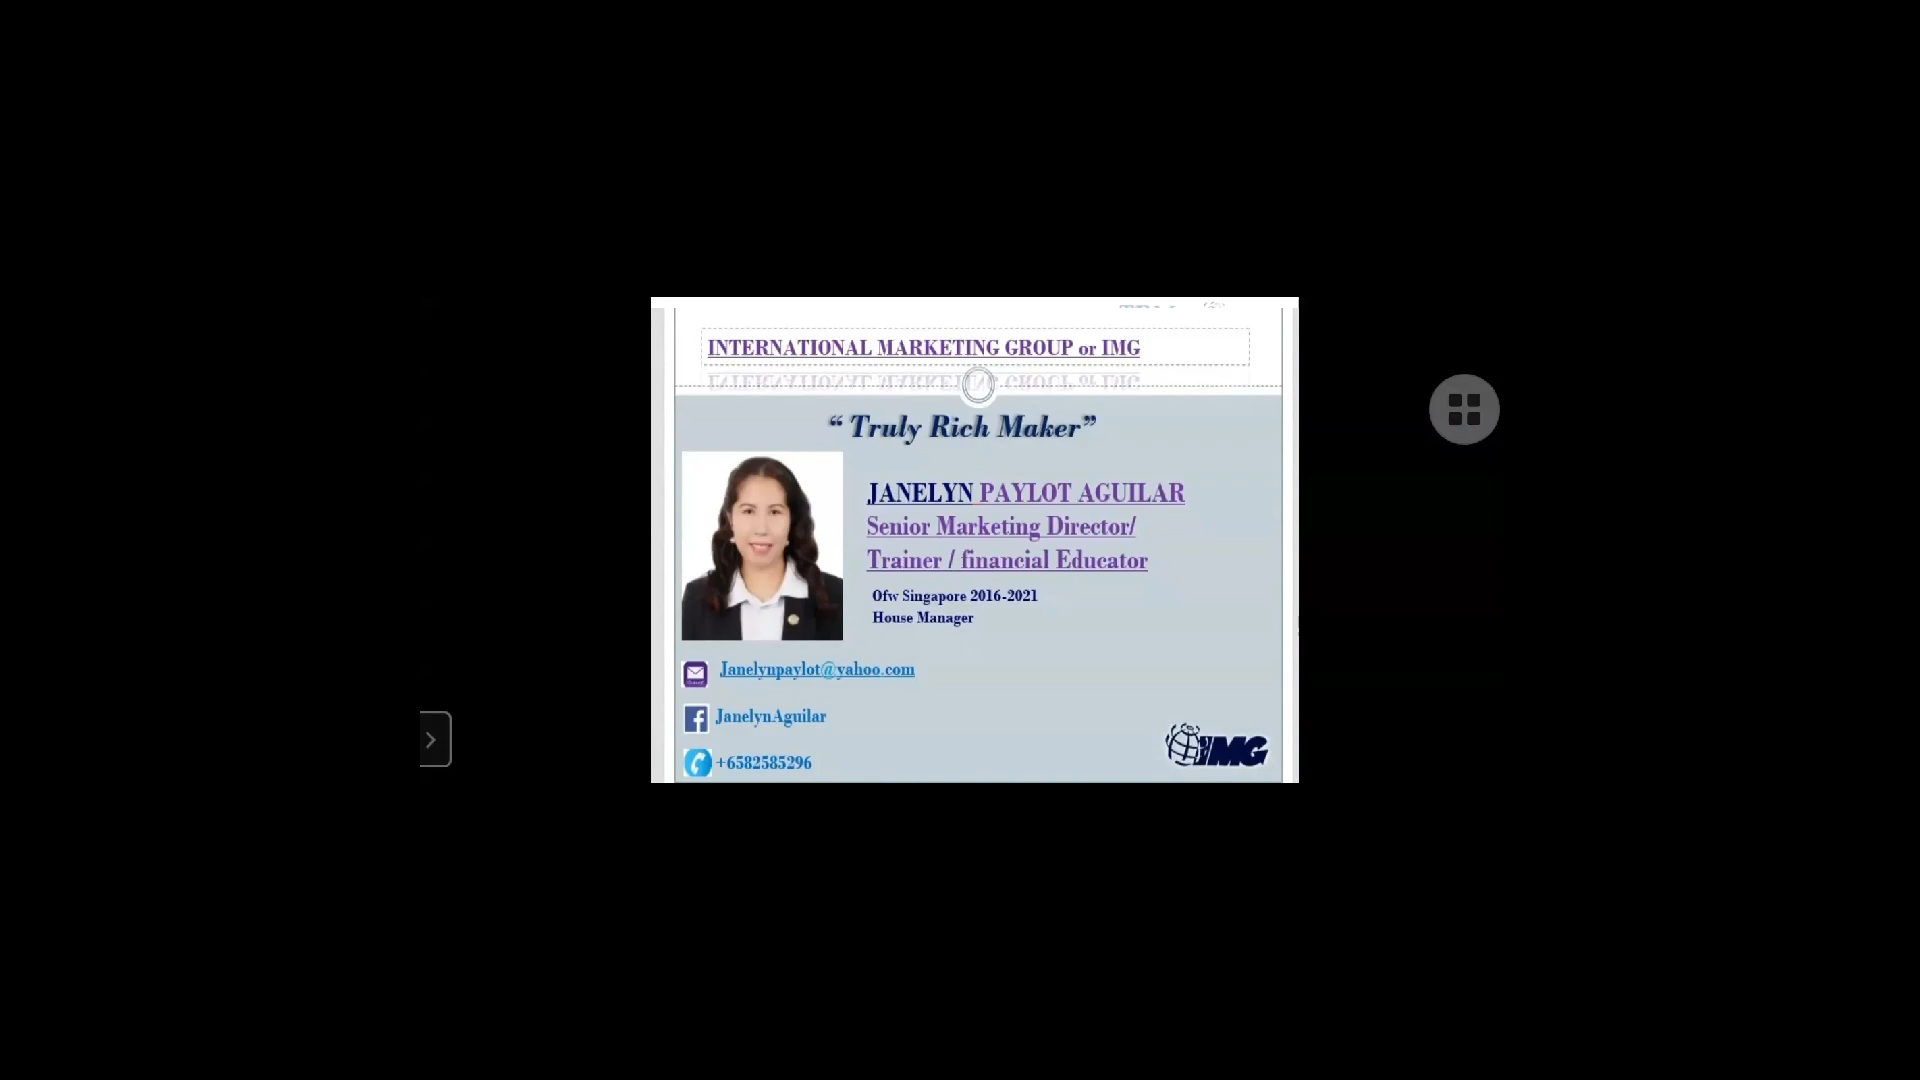 INTERNATIONAL MARKETING GROUP or IMG
“ Truly Rich Maker”
JANELYN PAYLOT AGUILAR
Senior Marketing Director/
Trainer / financial Educator
Ofw Singapore 2016-2021
House Manager
Janelynpaylot@yahoo.com
JanelynAguilar
+6582585296
IMG